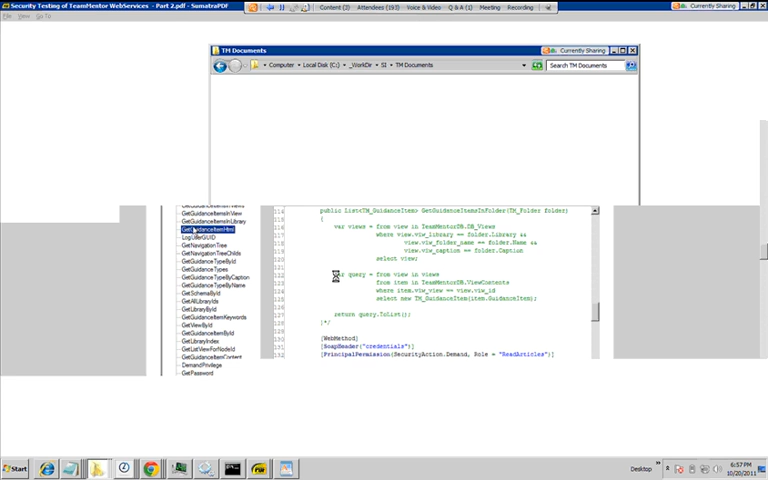 Security Testing of TeamMentor WebServices - Part 2.pdf - SumatraPDF
Content (2) Attendees (193) Voice & Video Q & A (1) Meeting Recording
Currently Sharing
File View Go To
TM Documents
Currently Sharing
Computer Local Disk (C:) _WorkDir SI TM Documents
Search TM Documents
GetGuidanceItemsInViews
GetGuidanceItemsInView
GetGuidanceItemsInLibrary
GetGuidanceItemHtml
LogUserGUID
GetNavigationTree
GetNavigationTreeChilds
GetGuidanceTypeById
GetGuidanceTypes
GetGuidanceTypeByCaption
GetGuidanceTypeByName
GetSchemaById
GetAllLibraryIds
GetLibraryById
GetGuidanceItemKeywords
GetViewById
GetGuidanceItemById
GetLibraryIndex
GetListViewForNodeId
GetGuidanceItemContent
DemandPrivilege
GetPassword
114 public List<TM_GuidanceItem> GetGuidanceItemsInFolder(TM_Folder folder)
115 {
116 var views = from view in TeamMentorDB.DB_Views
117 where view.viw_library == folder.Library &&
118 view.viw_folder_name == folder.Name &&
119 view.viw_caption == folder.Caption
120 select view;
121
122 var query = from view in views
123 from item in TeamMentorDB.ViewContents
124 where item.viw_view == view.viw_id
125 select new TM_GuidanceItem(item.GuidanceItem);
126
127 return query.ToList();
128 }*/
129
130 [WebMethod]
131 [SoapHeader("credentials")]
132 [PrincipalPermission(SecurityAction.Demand, Role = "ReadArticles")]
Start
Desktop
6:57 PM
10/20/2011